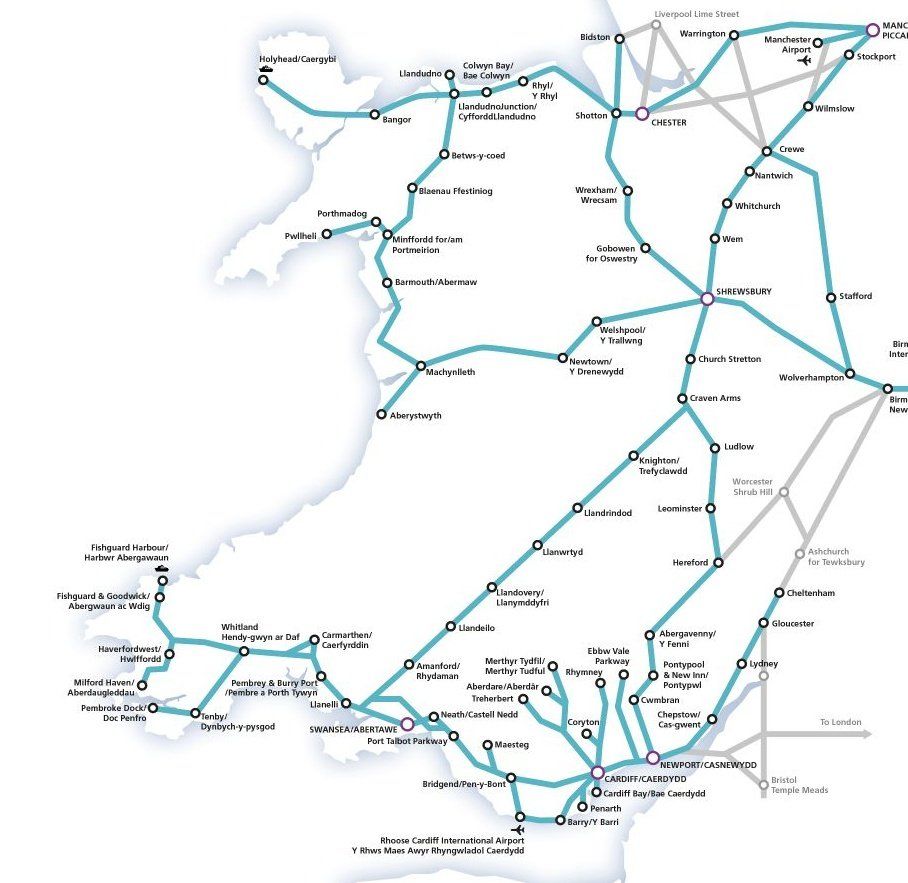 Liverpool Lime Street
Bidston
Warrington
MANC
PICCA
Manchester
Airport
Stockport
Holyhead/Caergybi
Llandudno
Colwyn Bay/
Bae Colwyn
Rhyl/
Y Rhyl
LlandudnoJunction/
CyfforddLlandudno
Bangor
Shotton
CHESTER
Wilmslow
Crewe
Betws-y-coed
Nantwich
Blaenau Ffestiniog
Wrexham/
Wrecsam
Whitchurch
Porthmadog
Pwllheli
Minffordd for/am
Portmeirion
Gobowen
for Oswestry
Wem
Barmouth/Abermaw
SHREWSBURY
Stafford
Welshpool/
Y Trallwng
Church Stretton
Birm
Inter
Machynlleth
Newtown/
Y Drenewydd
Wolverhampton
Birm
New
Craven Arms
Aberystwyth
Ludlow
Knighton/
Trefyclawdd
Worcester
Shrub Hill
Llandrindod
Leominster
Llanwrtyd
Fishguard Harbour/
Harbwr Abergawaun
Hereford
Ashchurch
for Tewksbury
Fishguard & Goodwick/
Abergwaun ac Wdig
Llandovery/
Llanymddyfri
Cheltenham
Whitland
Hendy-gwyn ar Daf
Carmarthen/
Caerfyrddin
Llandeilo
Gloucester
Abergavenny/
Y Fenni
Haverfordwest/
Hwlffordd
Ebbw Vale
Parkway
Merthyr Tydfil/
Merthyr Tudful
Rhymney
Pontypool
& New Inn/
Pontypwl
Lydney
Amanford/
Rhydaman
Milford Haven/
Aberdaugleddau
Pembrey & Burry Port
/Pembre a Porth Tywyn
Aberdare/Aberdâr
Treherbert
Cwmbran
Llanelli
Pembroke Dock/
Doc Penfro
Tenby/
Dynbych-y-pysgod
Neath/Castell Nedd
Coryton
Chepstow/
Cas-gwent
To London
SWANSEA/ABERTAWE
Port Talbot Parkway
Maesteg
NEWPORT/CASNEWYDD
Bridgend/Pen-y-Bont
CARDIFF/CAERDYDD
Bristol
Temple Meads
Cardiff Bay/Bae Caerdydd
Penarth
Barry/Y Barri
Rhoose Cardiff International Airport
Y Rhws Maes Awyr Rhyngwladol Caerdydd